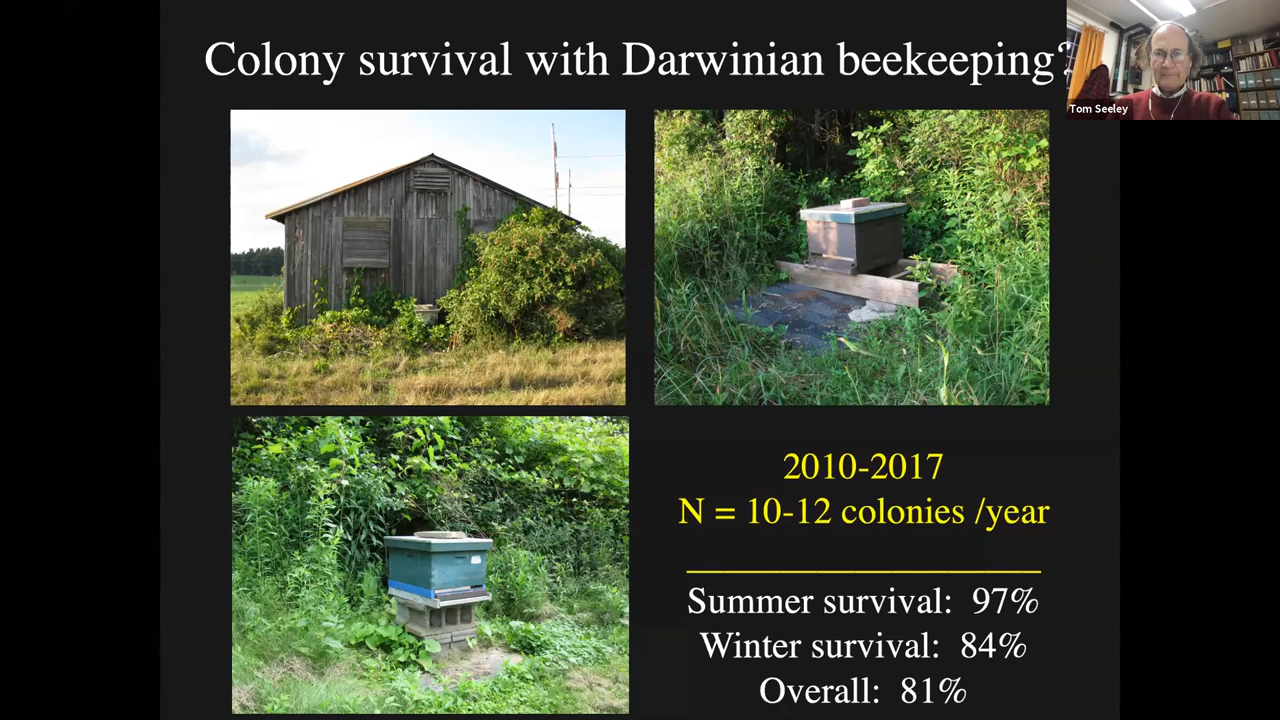 Colony survival with Darwinian beekeeping?
Tom Seeley
2010-2017
N = 10-12 colonies /year
Summer survival: 97%
Winter survival: 84%
Overall: 81%